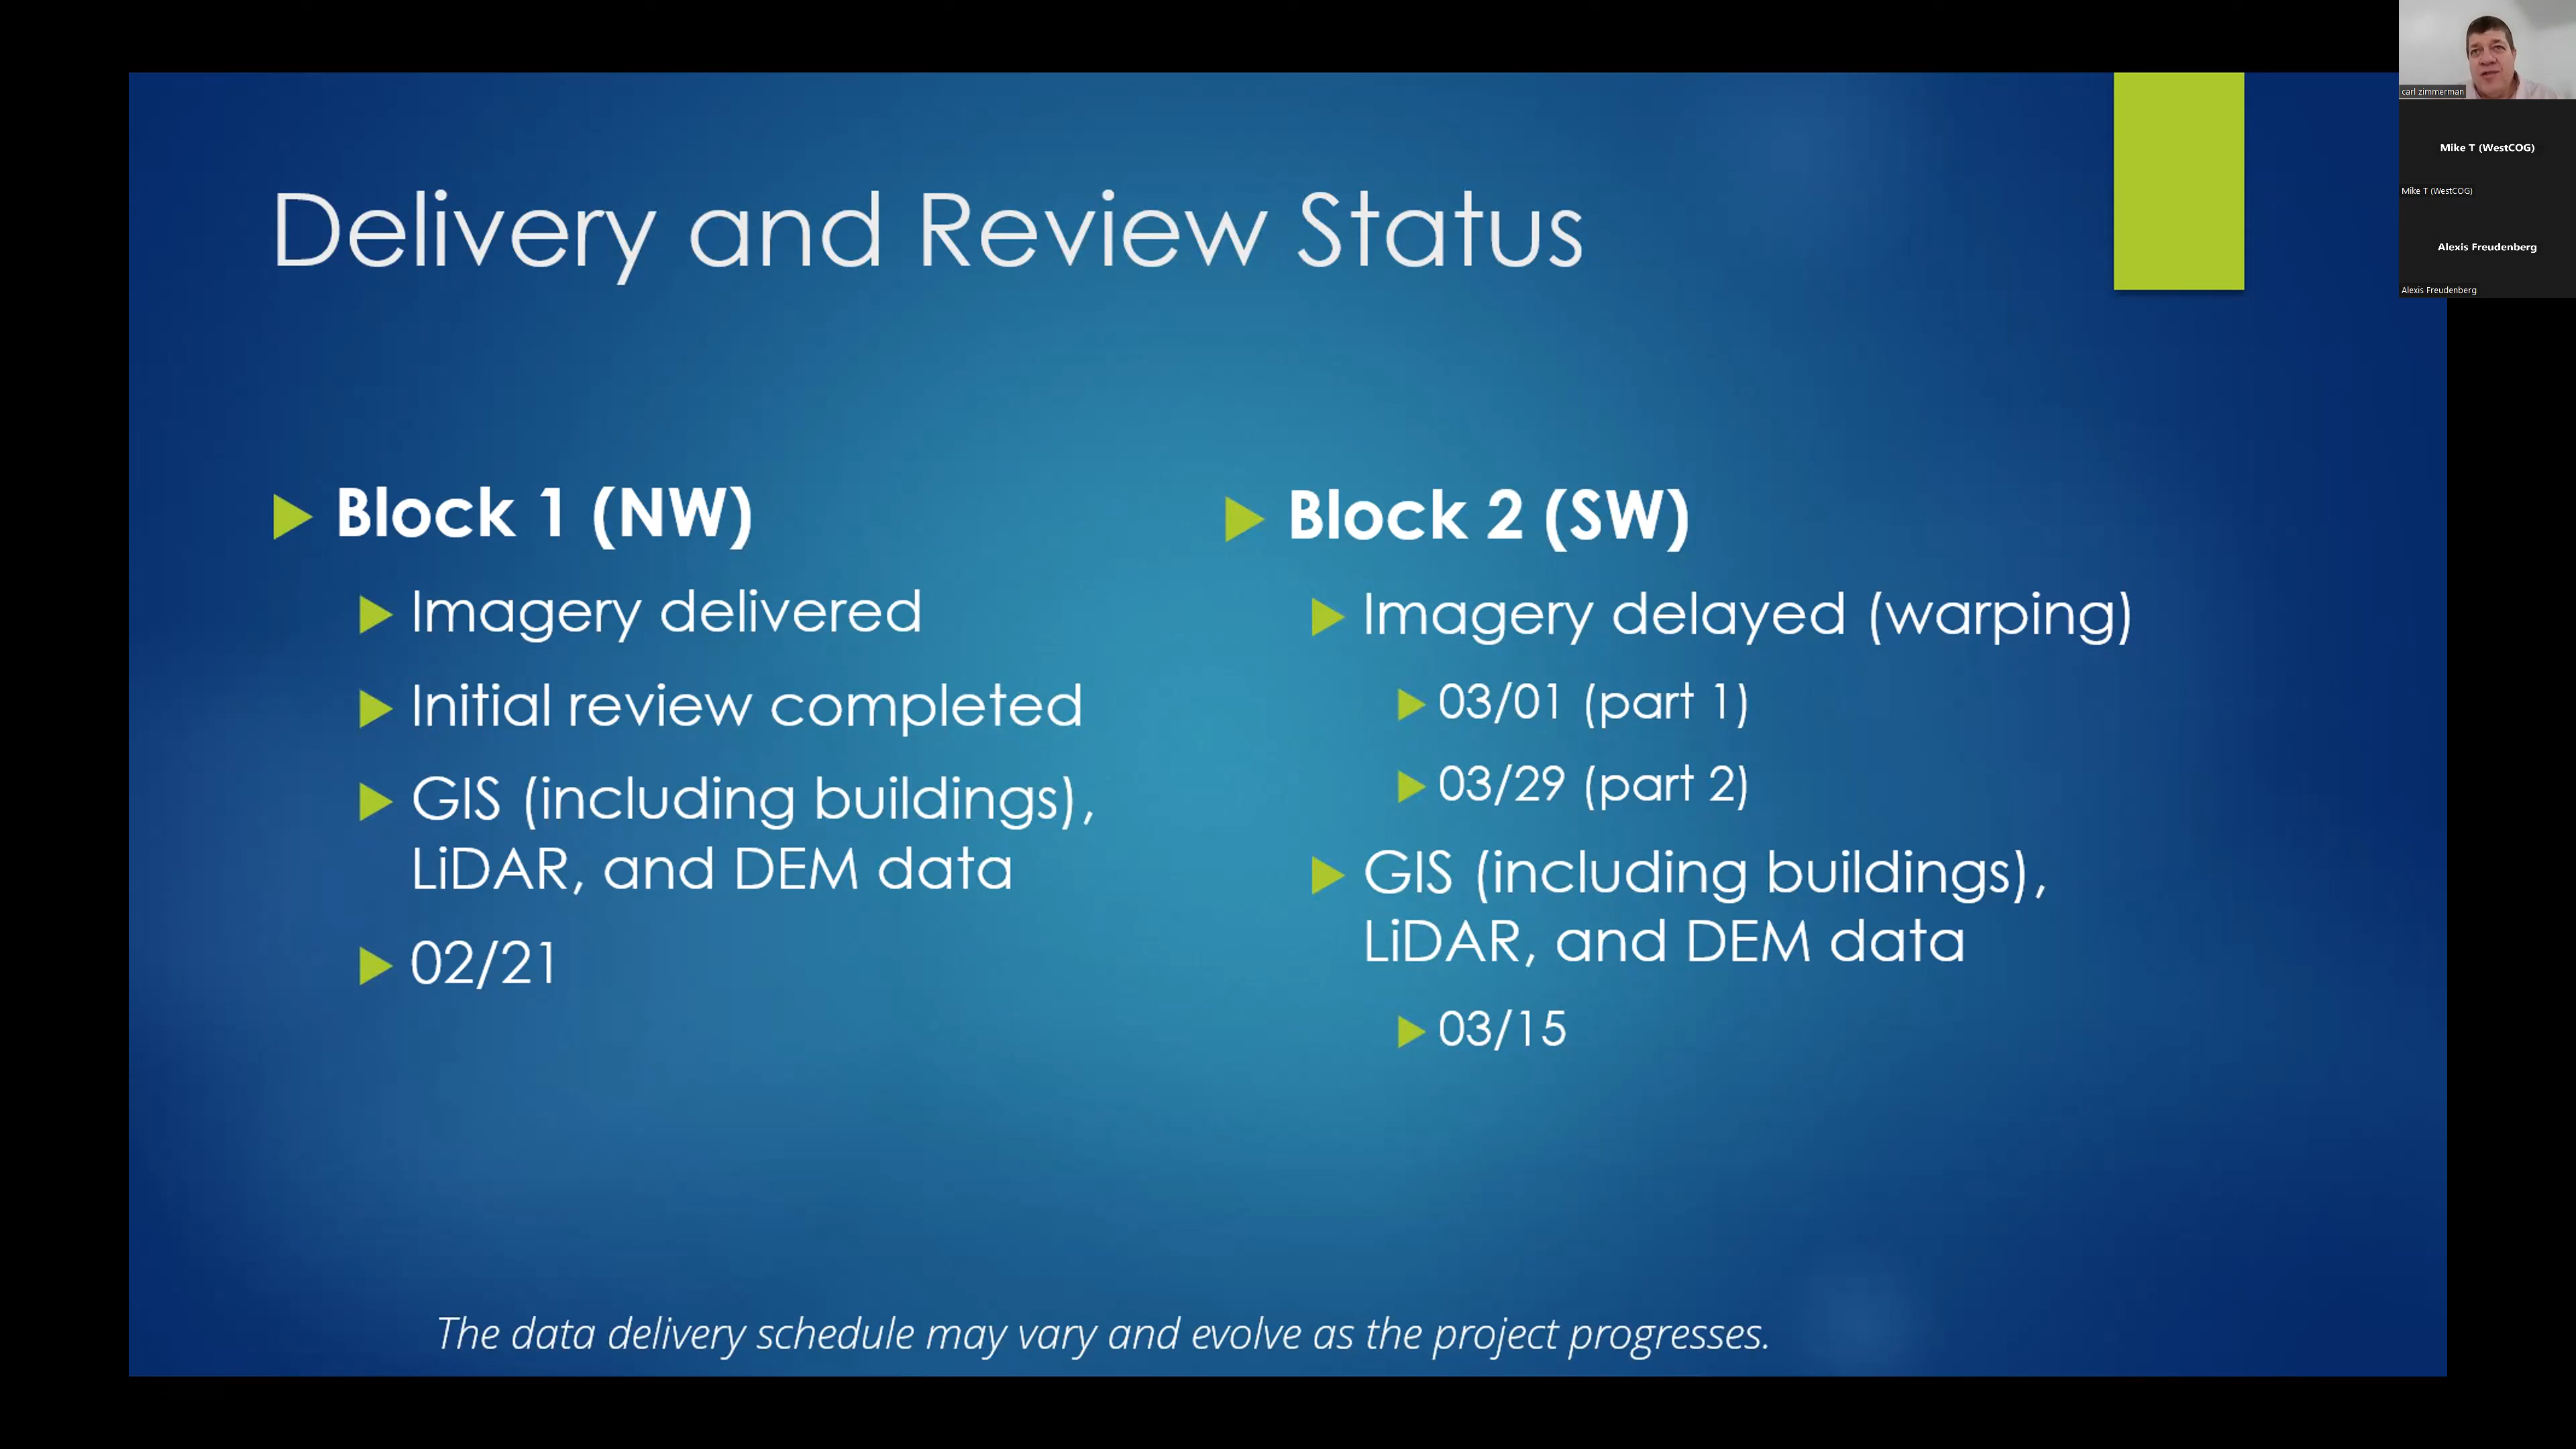 Delivery and Review Status
Block 1 (NW)
Imagery delivered
Initial review completed
GIS (including buildings),
LiDAR, and DEM data
02/21
Block 2 (SW)
Imagery delayed (warping)
03/01 (part 1)
03/29 (part 2)
GIS (including buildings),
LiDAR, and DEM data
03/15
The data delivery schedule may vary and evolve as the project progresses.
carl zimmerman
Mike T (WestCOG)
Mike T (WestCOG)
Alexis Freudenberg
Alexis Freudenberg